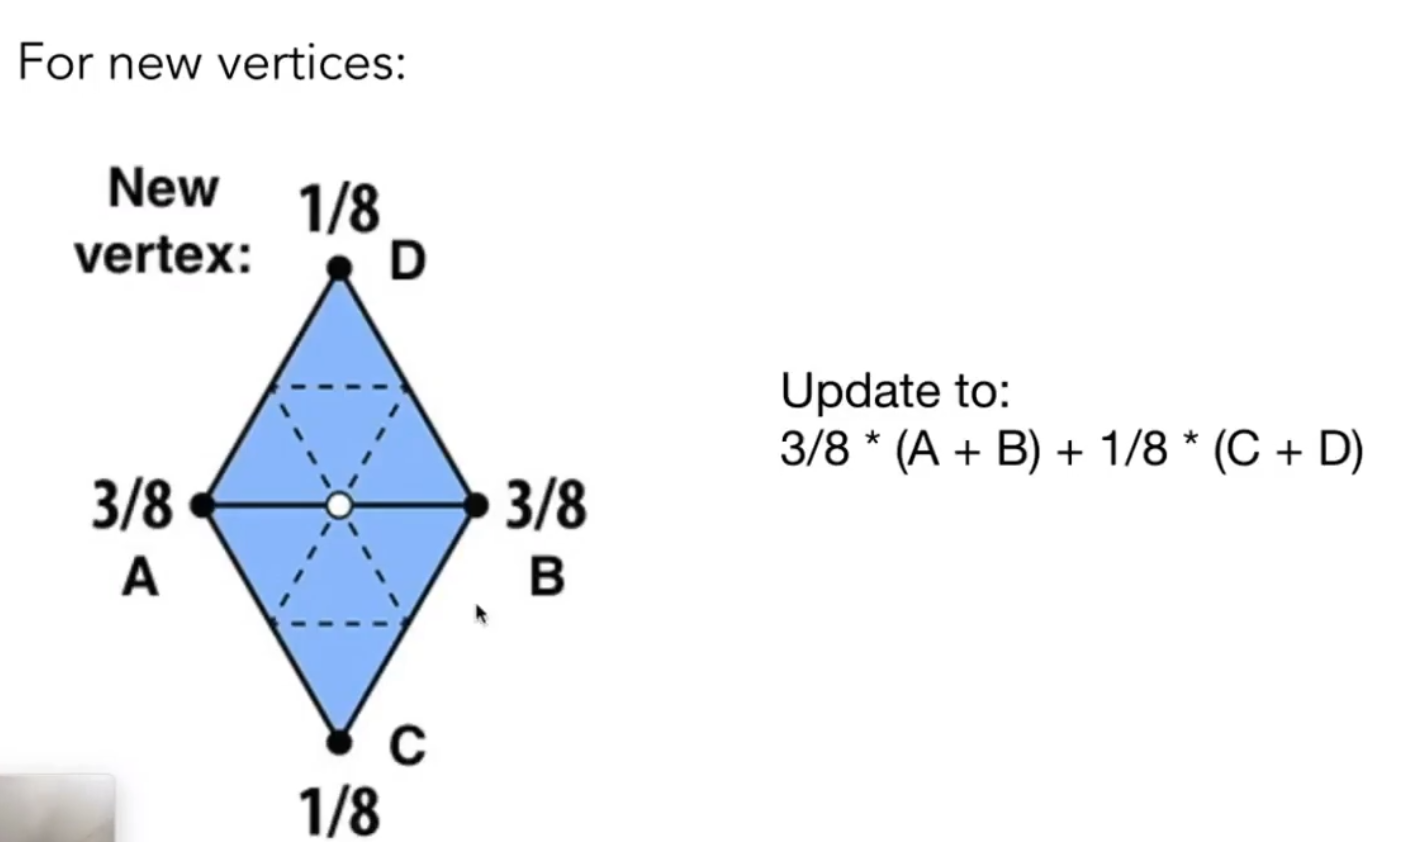 For new vertices:
New
vertex:
1/8
D
3/8
A
3/8
B
C
1/8
Update to:
3/8 * (A + B) + 1/8 * (C + D)